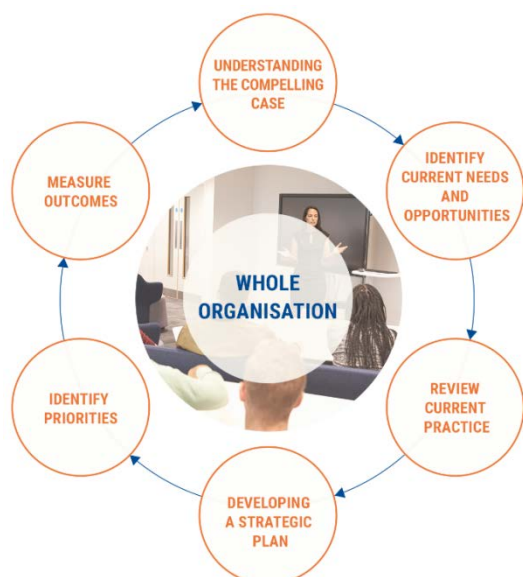 UNDERSTANDING
THE COMPELLING
CASE
IDENTIFY
CURRENT NEEDS
AND
OPPORTUNITIES
REVIEW
CURRENT
PRACTICE
DEVELOPING
A STRATEGIC
PLAN
IDENTIFY
PRIORITIES
MEASURE
OUTCOMES
WHOLE
ORGANISATION